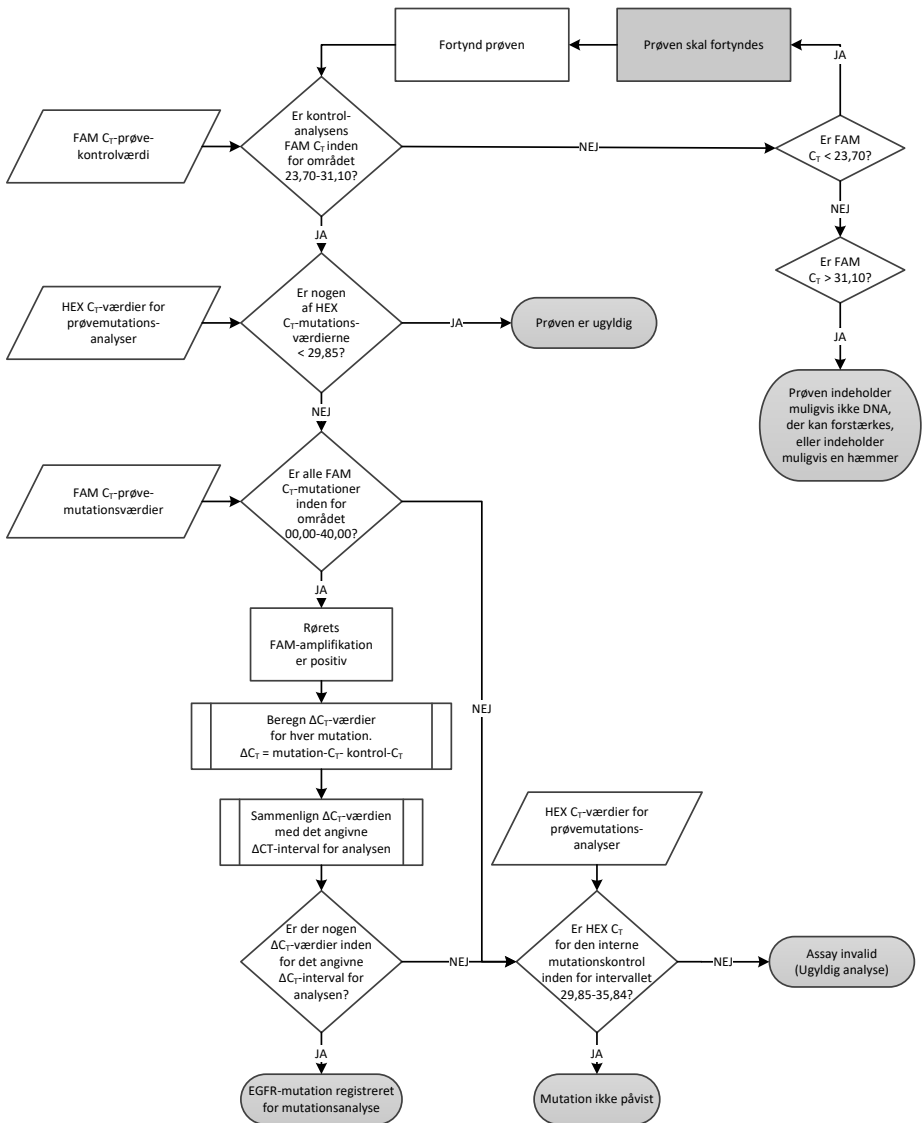 Fortynd prøven
Prøven skal fortyndes
JA
FAM CT-prøve-
kontrolværdi
Er kontrol-
analysens
FAM CT inden
for området
23,70-31,10?
NEJ
Er FAM
CT < 23,70?
JA
NEJ
HEX CT-værdier for
prøvemutations-
analyser
Er nogen
af HEX
CT-mutations-
værdierne
< 29,85?
JA
Prøven er ugyldig
Er FAM
CT > 31,10?
JA
NEJ
Prøven indeholder
muligvis ikke DNA,
der kan forstærkes,
eller indeholder
muligvis en hæmmer
FAM CT-prøve-
mutationsværdier
Er alle FAM
CT-mutationer
inden for
området
00,00-40,00?
JA
NEJ
Rørets
FAM-amplifikation
er positiv
Beregn ΔCT-værdier
for hver mutation.
ΔCT = mutation-CT- kontrol-CT
Sammenlign ΔCT-værdien
med det angivne
ΔCT-interval for analysen
HEX CT-værdier for
prøvemutations-
analyser
Er der nogen
ΔCT-værdier inden
for det angivne
ΔCT-interval for
analysen?
NEJ
Er HEX CT
for den interne
mutationskontrol
inden for intervallet
29,85-35,84?
NEJ
Assay invalid
(Ugyldig analyse)
JA
JA
EGFR-mutation registreret
for mutationsanalyse
Mutation ikke påvist